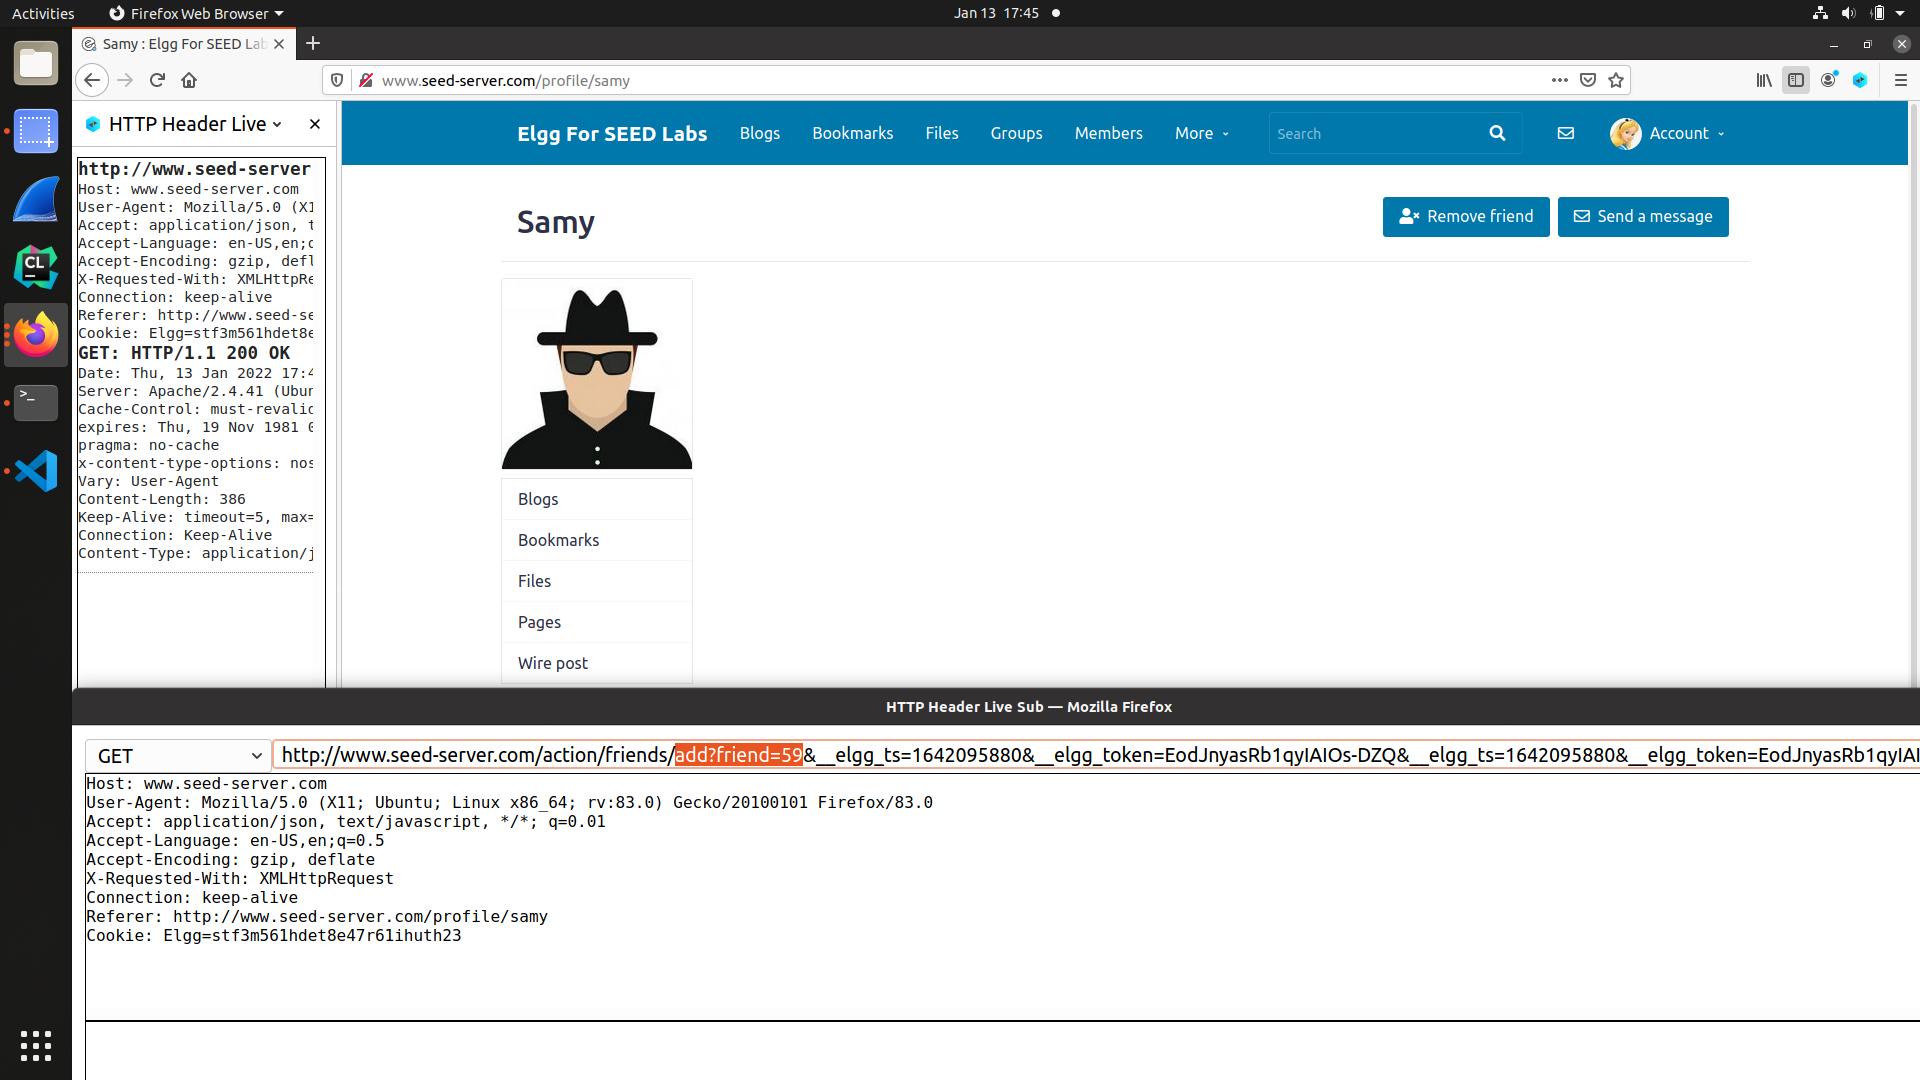 Activities
Firefox Web Browser
Jan 13 17:45
Samy : Elgg For SEED Lab
www.seed-server.com/profile/samy
HTTP Header Live
http://www.seed-server
Host: www.seed-server.com
User-Agent: Mozilla/5.0 (X1
Accept: application/json, t
Accept-Language: en-US,en;q
Accept-Encoding: gzip, defl
X-Requested-With: XMLHttpRe
Connection: keep-alive
Referer: http://www.seed-se
Cookie: Elgg=stf3m561hdet8e
GET: HTTP/1.1 200 OK
Date: Thu, 13 Jan 2022 17:4
Server: Apache/2.4.41 (Ubun
Cache-Control: must-revalid
expires: Thu, 19 Nov 1981 0
pragma: no-cache
x-content-type-options: nos
Vary: User-Agent
Content-Length: 386
Keep-Alive: timeout=5, max=
Connection: Keep-Alive
Content-Type: application/j
Elgg For SEED Labs
Blogs
Bookmarks
Files
Groups
Members
More
Search
Account
Samy
Remove friend
Send a message
Blogs
Bookmarks
Files
Pages
Wire post
HTTP Header Live Sub — Mozilla Firefox
GET
http://www.seed-server.com/action/friends/add?friend=59&__elgg_ts=1642095880&__elgg_token=EodJnyasRb1qyIAIOs-DZQ&__elgg_ts=1642095880&__elgg_token=EodJnyasRb1qyIAI
Host: www.seed-server.com
User-Agent: Mozilla/5.0 (X11; Ubuntu; Linux x86_64; rv:83.0) Gecko/20100101 Firefox/83.0
Accept: application/json, text/javascript, */*; q=0.01
Accept-Language: en-US,en;q=0.5
Accept-Encoding: gzip, deflate
X-Requested-With: XMLHttpRequest
Connection: keep-alive
Referer: http://www.seed-server.com/profile/samy
Cookie: Elgg=stf3m561hdet8e47r61ihuth23
CL